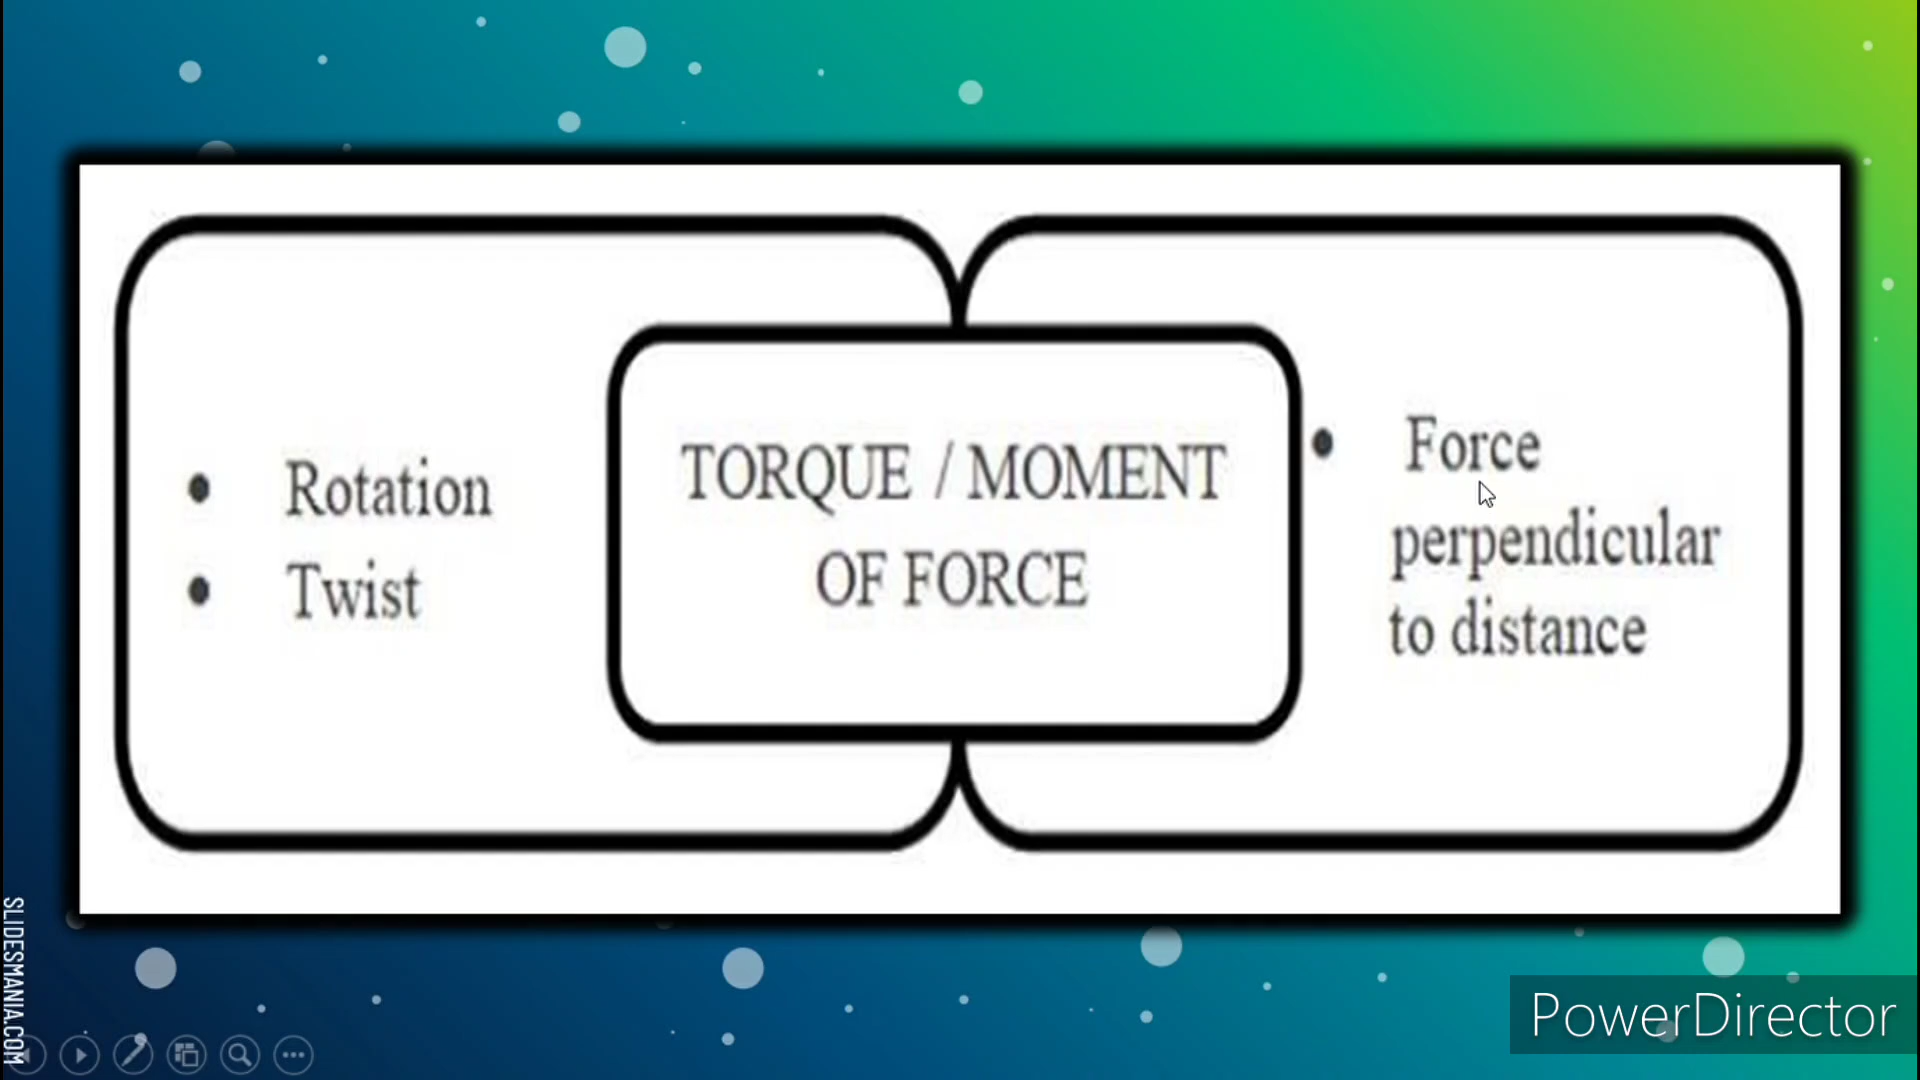 • Rotation
• Twist
TORQUE / MOMENT
OF FORCE
• Force
perpendicular
to distance
SLIDESMANIA.COM
PowerDirector